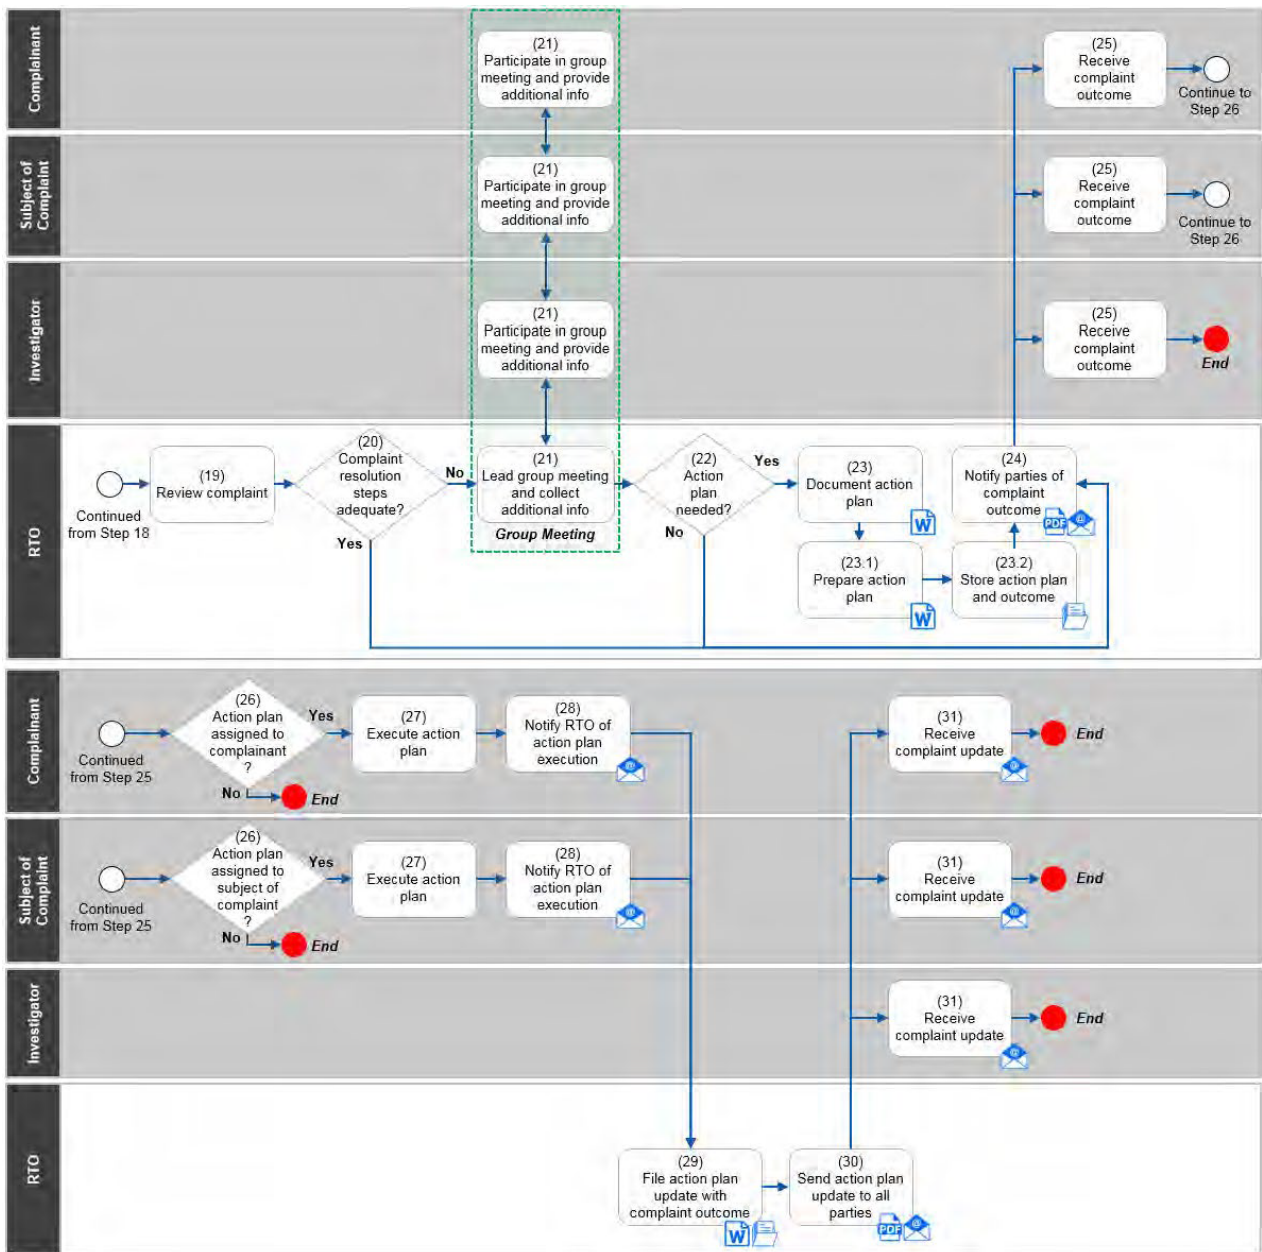 Complainant
(21)
Participate in group
meeting and provide
additional info
(25)
Receive
complaint
outcome
Continue to
Step 26
Subject of
Complaint
(21)
Participate in group
meeting and provide
additional info
(25)
Receive
complaint
outcome
Continue to
Step 26
Investigator
(21)
Participate in group
meeting and provide
additional info
(25)
Receive
complaint
outcome
End
RTO
Continued
from Step 18
(19)
Review complaint
(20)
Complaint
resolution
steps
adequate?
No
Yes
(21)
Lead group meeting
and collect
additional info
Group Meeting
(22)
Action
plan
needed?
Yes
No
(23)
Document action
plan
W
(23.1)
Prepare action
plan
W
(23.2)
Store action plan
and outcome
(24)
Notify parties of
complaint
outcome
PDF
@
Complainant
Continued
from Step 25
(26)
Action plan
assigned to
complainant
?
Yes
No
End
(27)
Execute action
plan
(28)
Notify RTO of
action plan
execution
@
(31)
Receive
complaint update
@
End
Subject of
Complaint
Continued
from Step 25
(26)
Action plan
assigned to
subject of
complaint
?
Yes
No
End
(27)
Execute action
plan
(28)
Notify RTO of
action plan
execution
@
(31)
Receive
complaint update
@
End
Investigator
(31)
Receive
complaint update
@
End
RTO
(29)
File action plan
update with
complaint outcome
W
(30)
Send action plan
update to all
parties
PDF
@